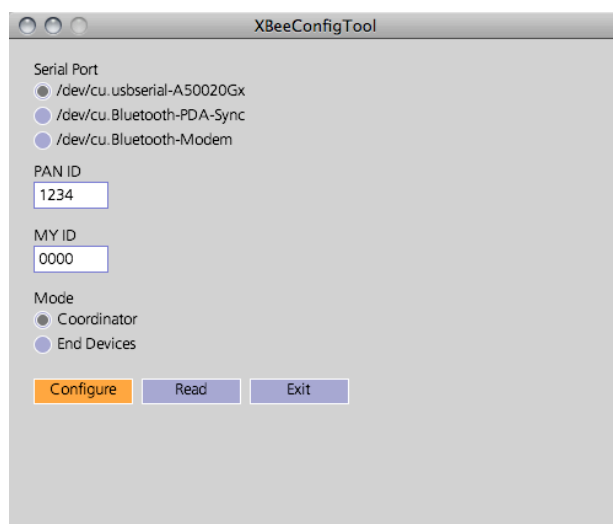 XBeeConfigTool
Serial Port
/dev/cu.usbserial-A50020Gx
/dev/cu.Bluetooth-PDA-Sync
/dev/cu.Bluetooth-Modem
PAN ID
1234
MY ID
0000
Mode
Coordinator
End Devices
Configure Read Exit